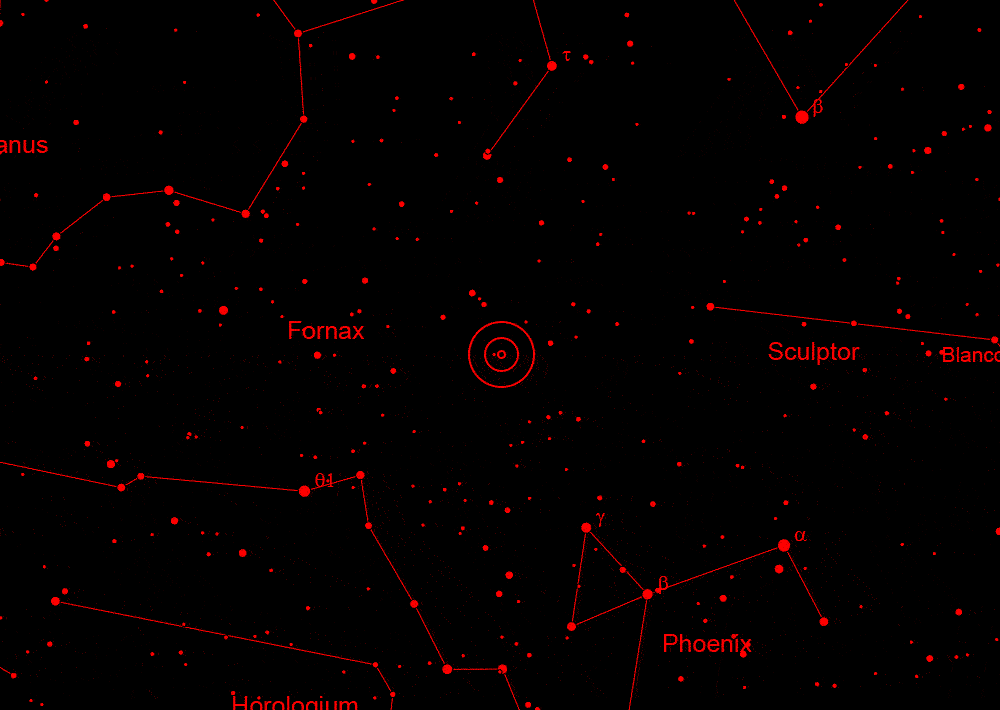 τ
β
anus
Fornax
Sculptor
Blanco
θ1
γ
α
β
Phoenix
Horologium